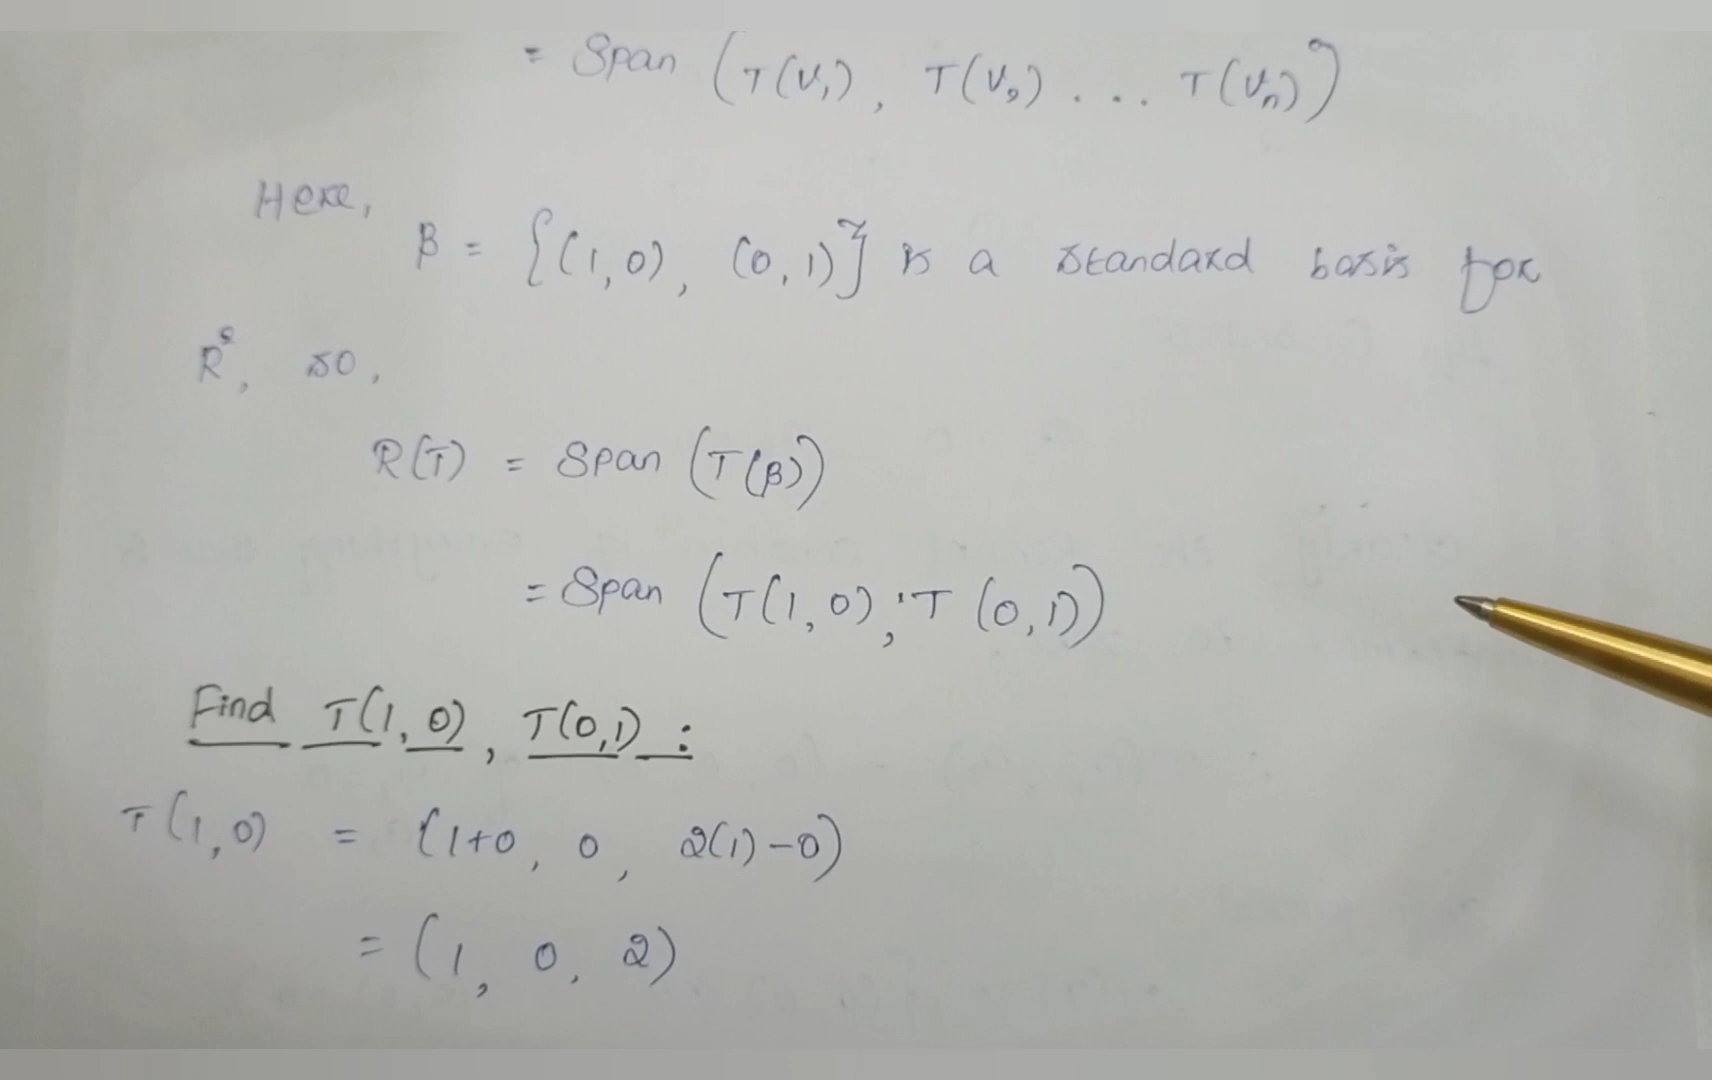 = Span (T(V₁), T(V₂) . . . T(Vₙ))
Here,
β = {(1,0), (0,1)} is a standard basis for
R², so,
R(T) = Span (T(β))
= Span (T(1,0), T(0,1))
Find T(1,0), T(0,1) :
T(1,0) = (1+0, 0, 2(1)-0)
= (1, 0, 2)